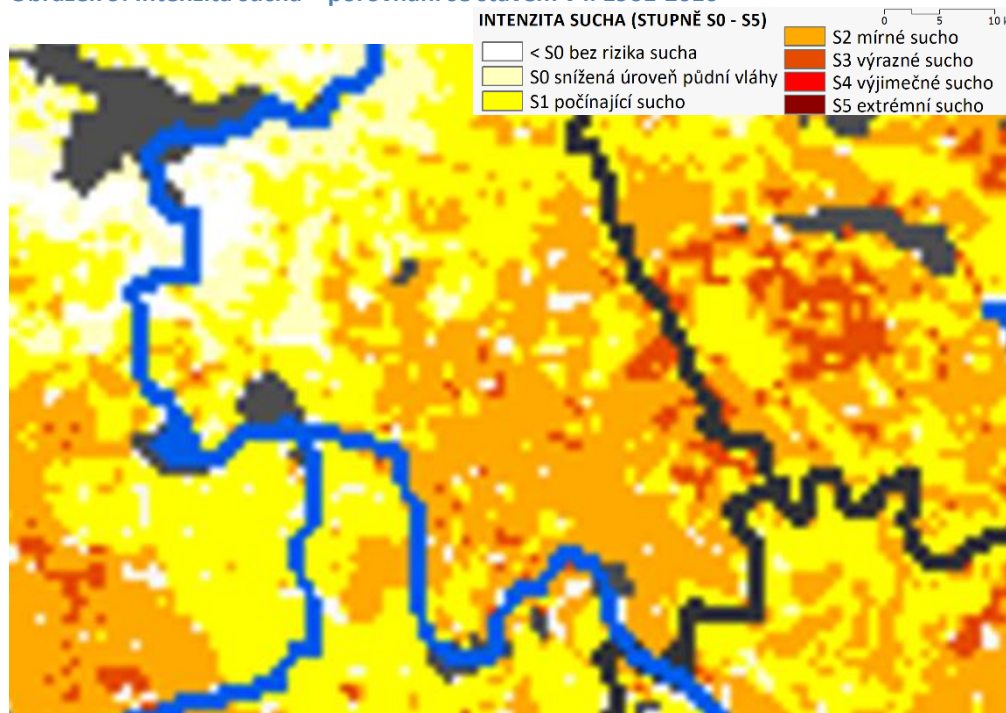 INTENZITA SUCHA (STUPNĚ S0 - S5)
< S0 bez rizika sucha
S0 snížená úroveň půdní vláhy
S1 počínající sucho
S2 mírné sucho
S3 výrazné sucho
S4 výjimečné sucho
S5 extrémní sucho
0 5 10 k